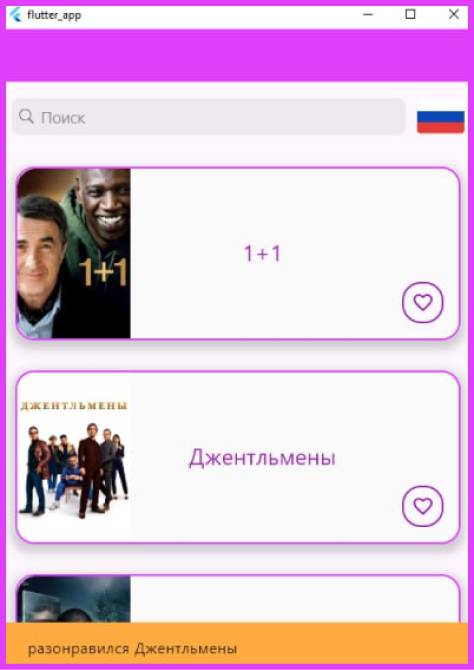 flutter_app
Поиск
1+1
1+1
ДЖЕНТЛЬМЕНЫ
Джентльмены
разонравился Джентльмены